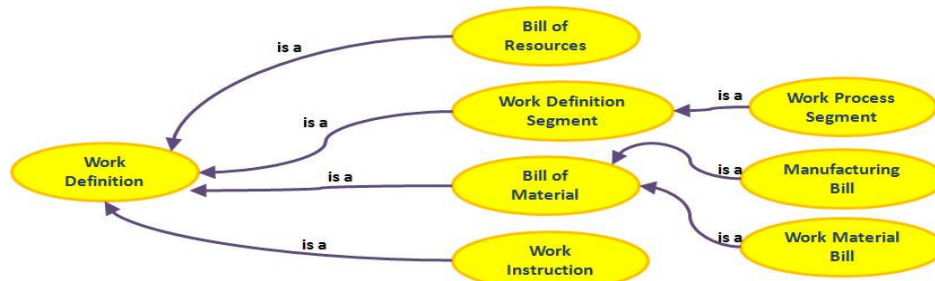 Bill of
Resources
is a
Work Definition
Segment
is a
is a
Work Process
Segment
Work
Definition
is a
Bill of
Material
is a
Manufacturing
Bill
is a
Work Material
Bill
is a
Work
Instruction